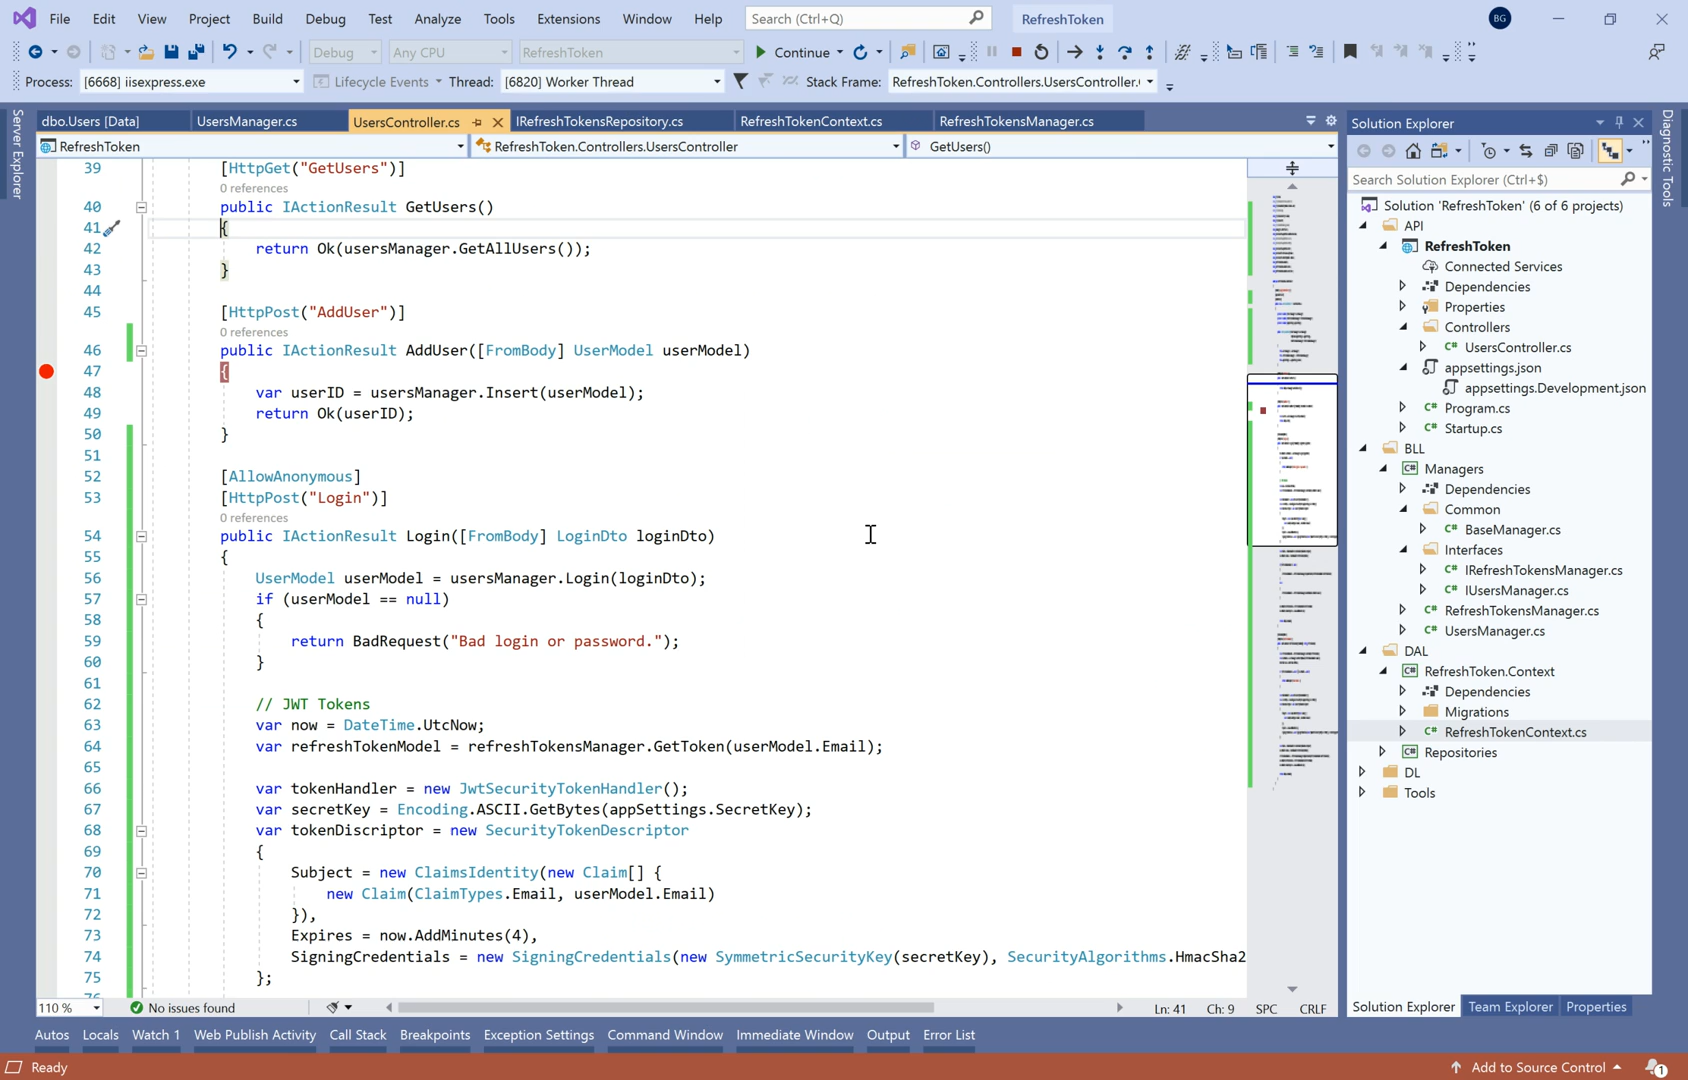 File Edit View Project Build Debug Test Analyze Tools Extensions Window Help Search (Ctrl+Q) RefreshToken BG
Debug Any CPU RefreshToken Continue
Process: [6668] iisexpress.exe Lifecycle Events Thread: [6820] Worker Thread Stack Frame: RefreshToken.Controllers.UsersController.
Server Explorer
dbo.Users [Data] UsersManager.cs UsersController.cs IRefreshTokensRepository.cs RefreshTokenContext.cs RefreshTokensManager.cs
RefreshToken RefreshToken.Controllers.UsersController GetUsers()
39 [HttpGet("GetUsers")]
0 references
40 public IActionResult GetUsers()
41 {
42 return Ok(usersManager.GetAllUsers());
43 }
44
45 [HttpPost("AddUser")]
0 references
46 public IActionResult AddUser([FromBody] UserModel userModel)
47 {
48 var userID = usersManager.Insert(userModel);
49 return Ok(userID);
50 }
51
52 [AllowAnonymous]
53 [HttpPost("Login")]
0 references
54 public IActionResult Login([FromBody] LoginDto loginDto)
55 {
56 UserModel userModel = usersManager.Login(loginDto);
57 if (userModel == null)
58 {
59 return BadRequest("Bad login or password.");
60 }
61
62 // JWT Tokens
63 var now = DateTime.UtcNow;
64 var refreshTokenModel = refreshTokensManager.GetToken(userModel.Email);
65
66 var tokenHandler = new JwtSecurityTokenHandler();
67 var secretKey = Encoding.ASCII.GetBytes(appSettings.SecretKey);
68 var tokenDiscriptor = new SecurityTokenDescriptor
69 {
70 Subject = new ClaimsIdentity(new Claim[] {
71 new Claim(ClaimTypes.Email, userModel.Email)
72 }),
73 Expires = now.AddMinutes(4),
74 SigningCredentials = new SigningCredentials(new SymmetricSecurityKey(secretKey), SecurityAlgorithms.HmacSha2
75 };
110 % No issues found Ln: 41 Ch: 9 SPC CRLF
Solution Explorer
Search Solution Explorer (Ctrl+$)
Solution 'RefreshToken' (6 of 6 projects)
API
RefreshToken
Connected Services
Dependencies
Properties
Controllers
C# UsersController.cs
appsettings.json
appsettings.Development.json
C# Program.cs
C# Startup.cs
BLL
C# Managers
Dependencies
Common
C# BaseManager.cs
Interfaces
C# IRefreshTokensManager.cs
C# IUsersManager.cs
C# RefreshTokensManager.cs
C# UsersManager.cs
DAL
C# RefreshToken.Context
Dependencies
Migrations
C# RefreshTokenContext.cs
C# Repositories
DL
Tools
Solution Explorer Team Explorer Properties
Diagnostic Tools
Autos Locals Watch 1 Web Publish Activity Call Stack Breakpoints Exception Settings Command Window Immediate Window Output Error List
Ready Add to Source Control 1